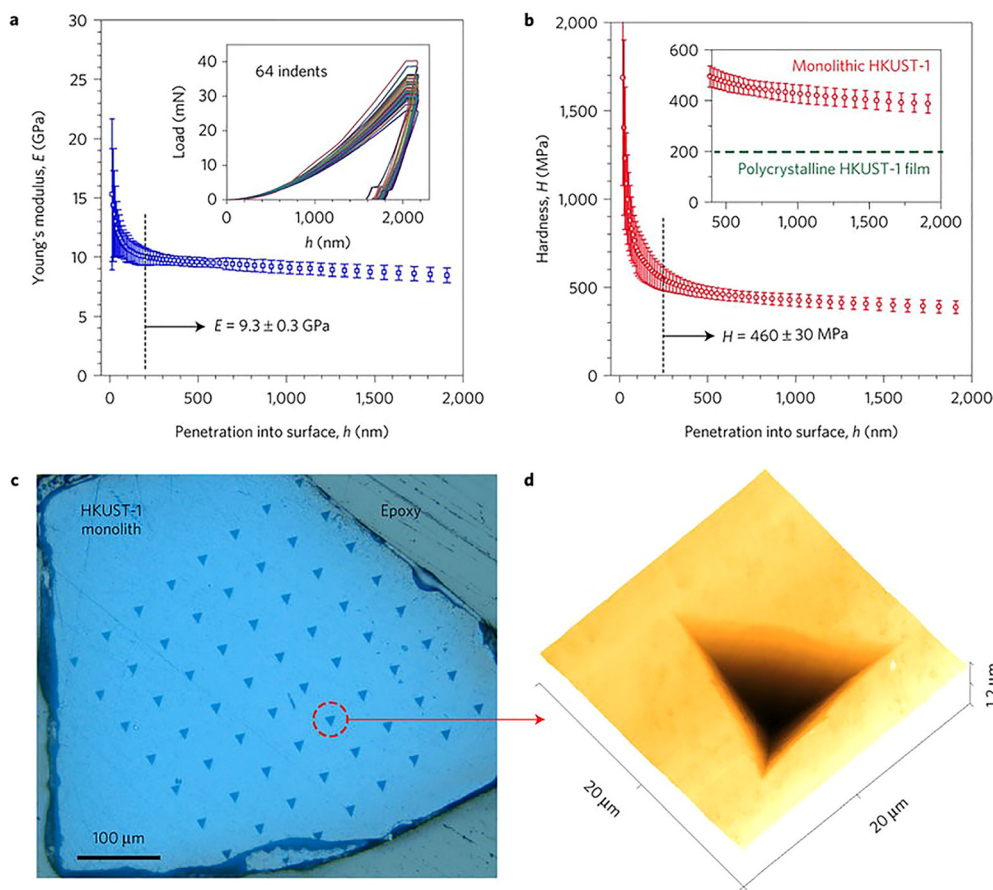 a
30
25
20
15
10
5
0
Young's modulus, E (GPa)
0
500
1,000
1,500
2,000
Penetration into surface, h (nm)
64 indents
40
30
20
10
0
Load (mN)
0
1,000
2,000
h (nm)
E = 9.3 ± 0.3 GPa
b
2,000
1,500
1,000
500
0
Hardness, H (MPa)
0
500
1,000
1,500
2,000
Penetration into surface, h (nm)
600
400
200
0
500
1,000
1,500
2,000
Monolithic HKUST-1
Polycrystalline HKUST-1 film
H = 460 ± 30 MPa
c
HKUST-1
monolith
Epoxy
100 μm
d
1.2 μm
20 μm
20 μm